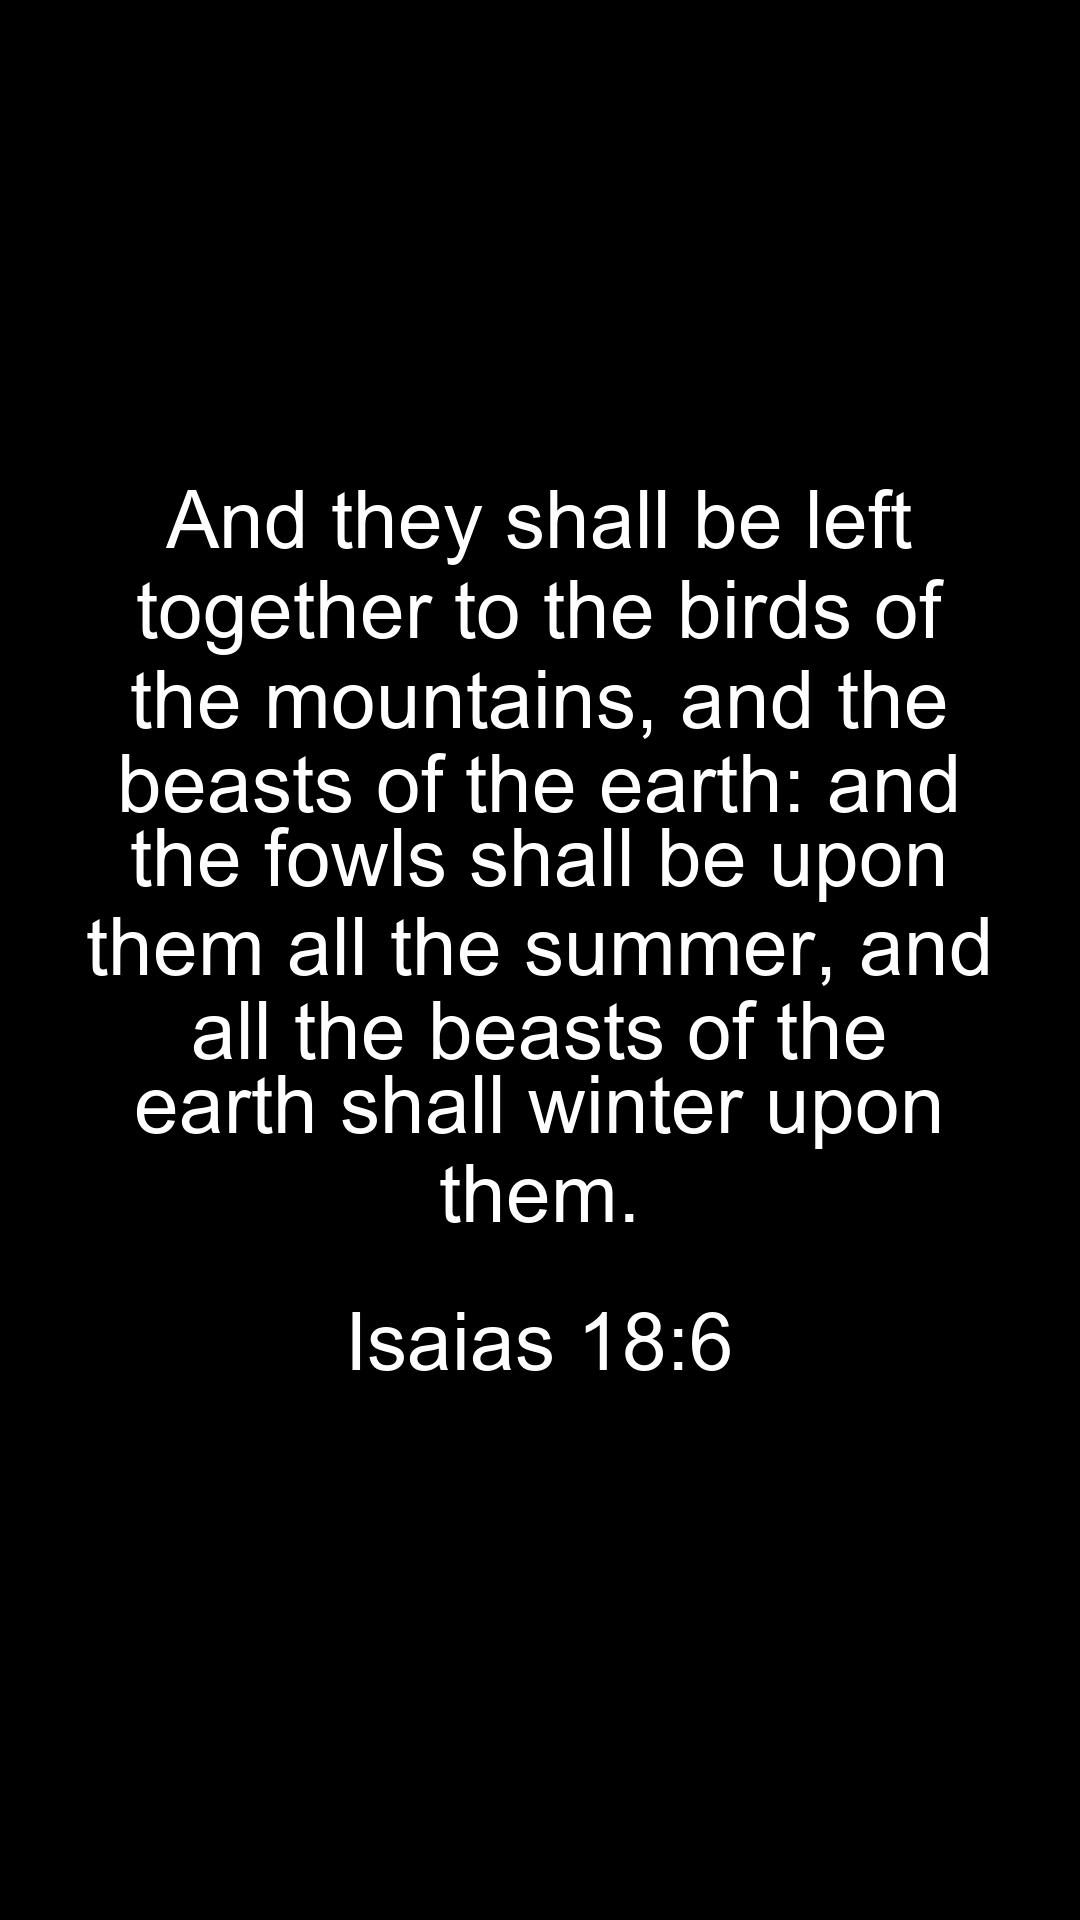 And they shall be left
together to the birds of
the mountains, and the
beasts of the earth: and
the fowls shall be upon
them all the summer, and
all the beasts of the
earth shall winter upon
them.
Isaias 18:6